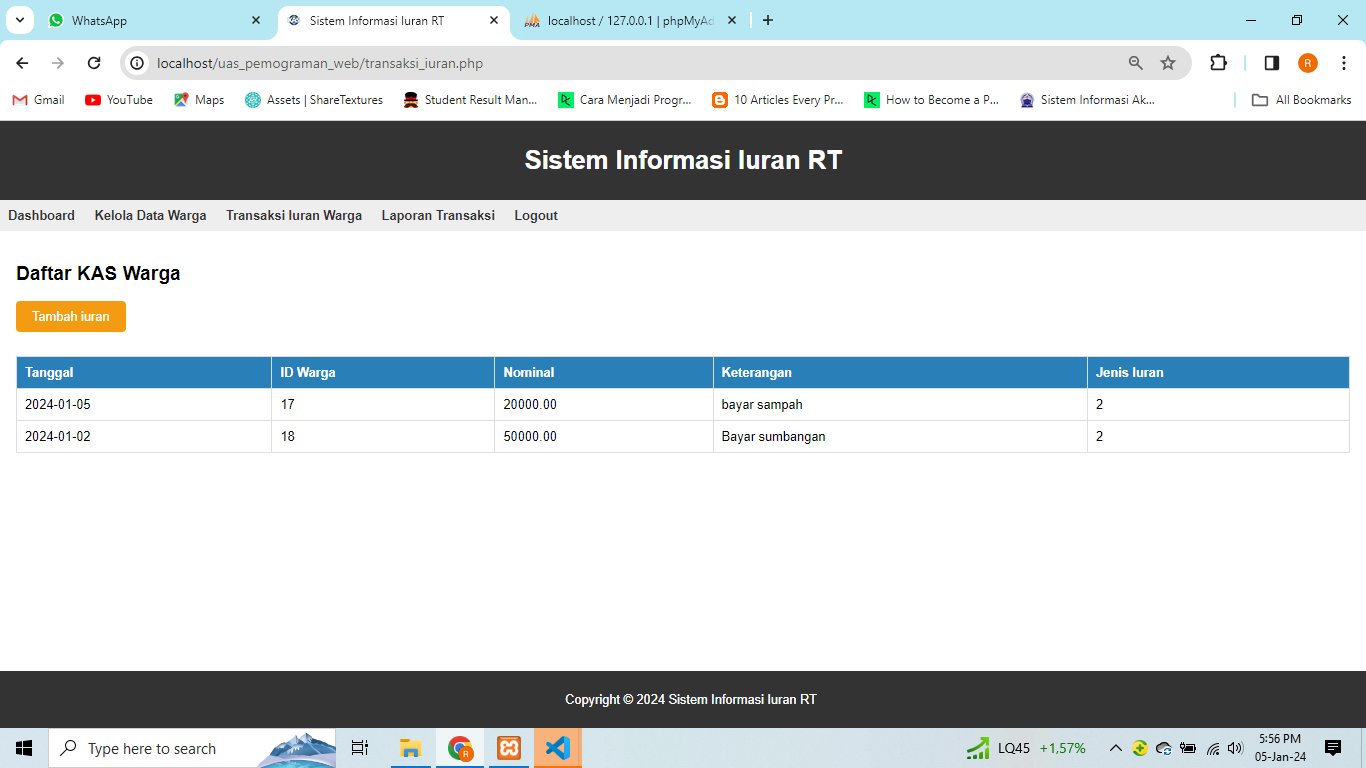 WhatsApp
Sistem Informasi Iuran RT
localhost / 127.0.0.1 | phpMyAd
localhost/uas_pemograman_web/transaksi_iuran.php
R
Gmail YouTube Maps Assets | ShareTextures Student Result Man... Cara Menjadi Progr... 10 Articles Every Pr... How to Become a P... Sistem Informasi Ak... All Bookmarks
Sistem Informasi Iuran RT
Dashboard Kelola Data Warga Transaksi Iuran Warga Laporan Transaksi Logout
Daftar KAS Warga
Tambah iuran
Tanggal ID Warga Nominal Keterangan Jenis Iuran
2024-01-05 17 20000.00 bayar sampah 2
2024-01-02 18 50000.00 Bayar sumbangan 2
Copyright © 2024 Sistem Informasi Iuran RT
Type here to search
LQ45 +1,57%
5:56 PM
05-Jan-24